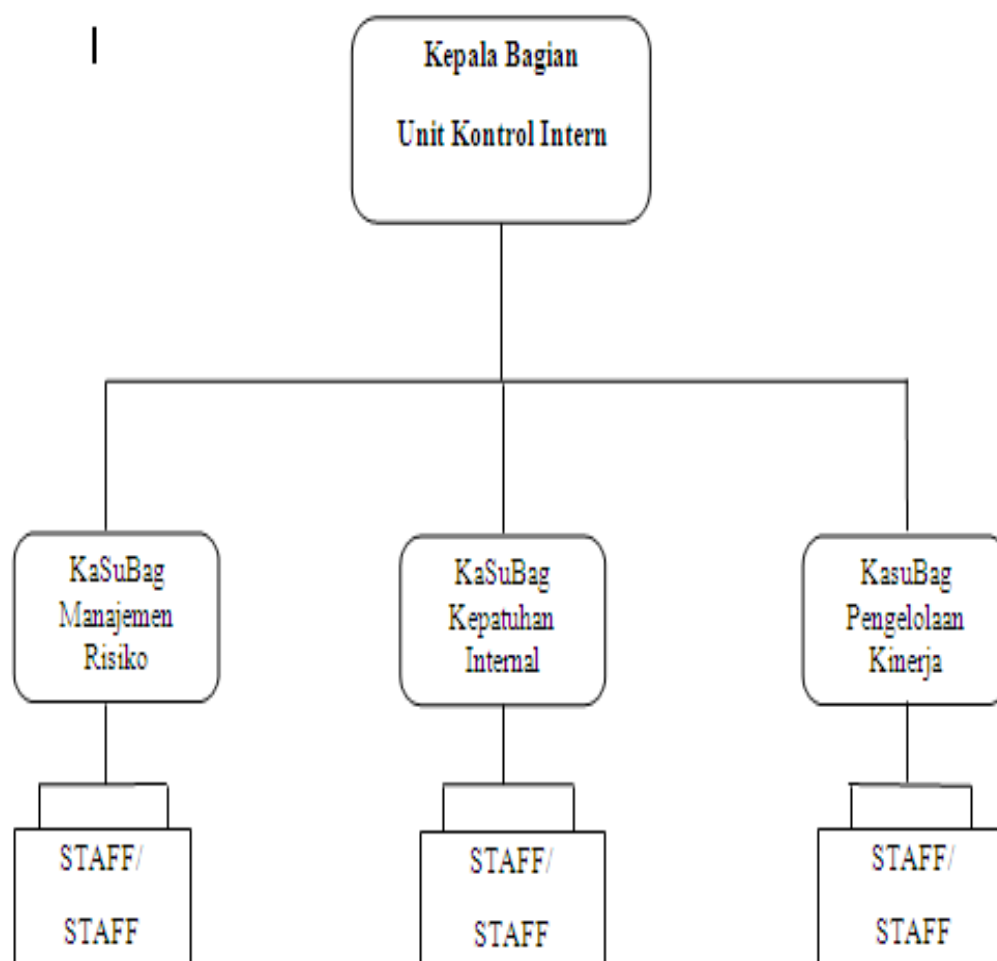 I
Kepala Bagian
Unit Kontrol Intern
KaSuBag
Manajemen
Risiko
KaSuBag
Kepatuhan
Internal
KasuBag
Pengelolaan
Kinerja
STAFF/
STAFF
STAFF/
STAFF
STAFF/
STAFF